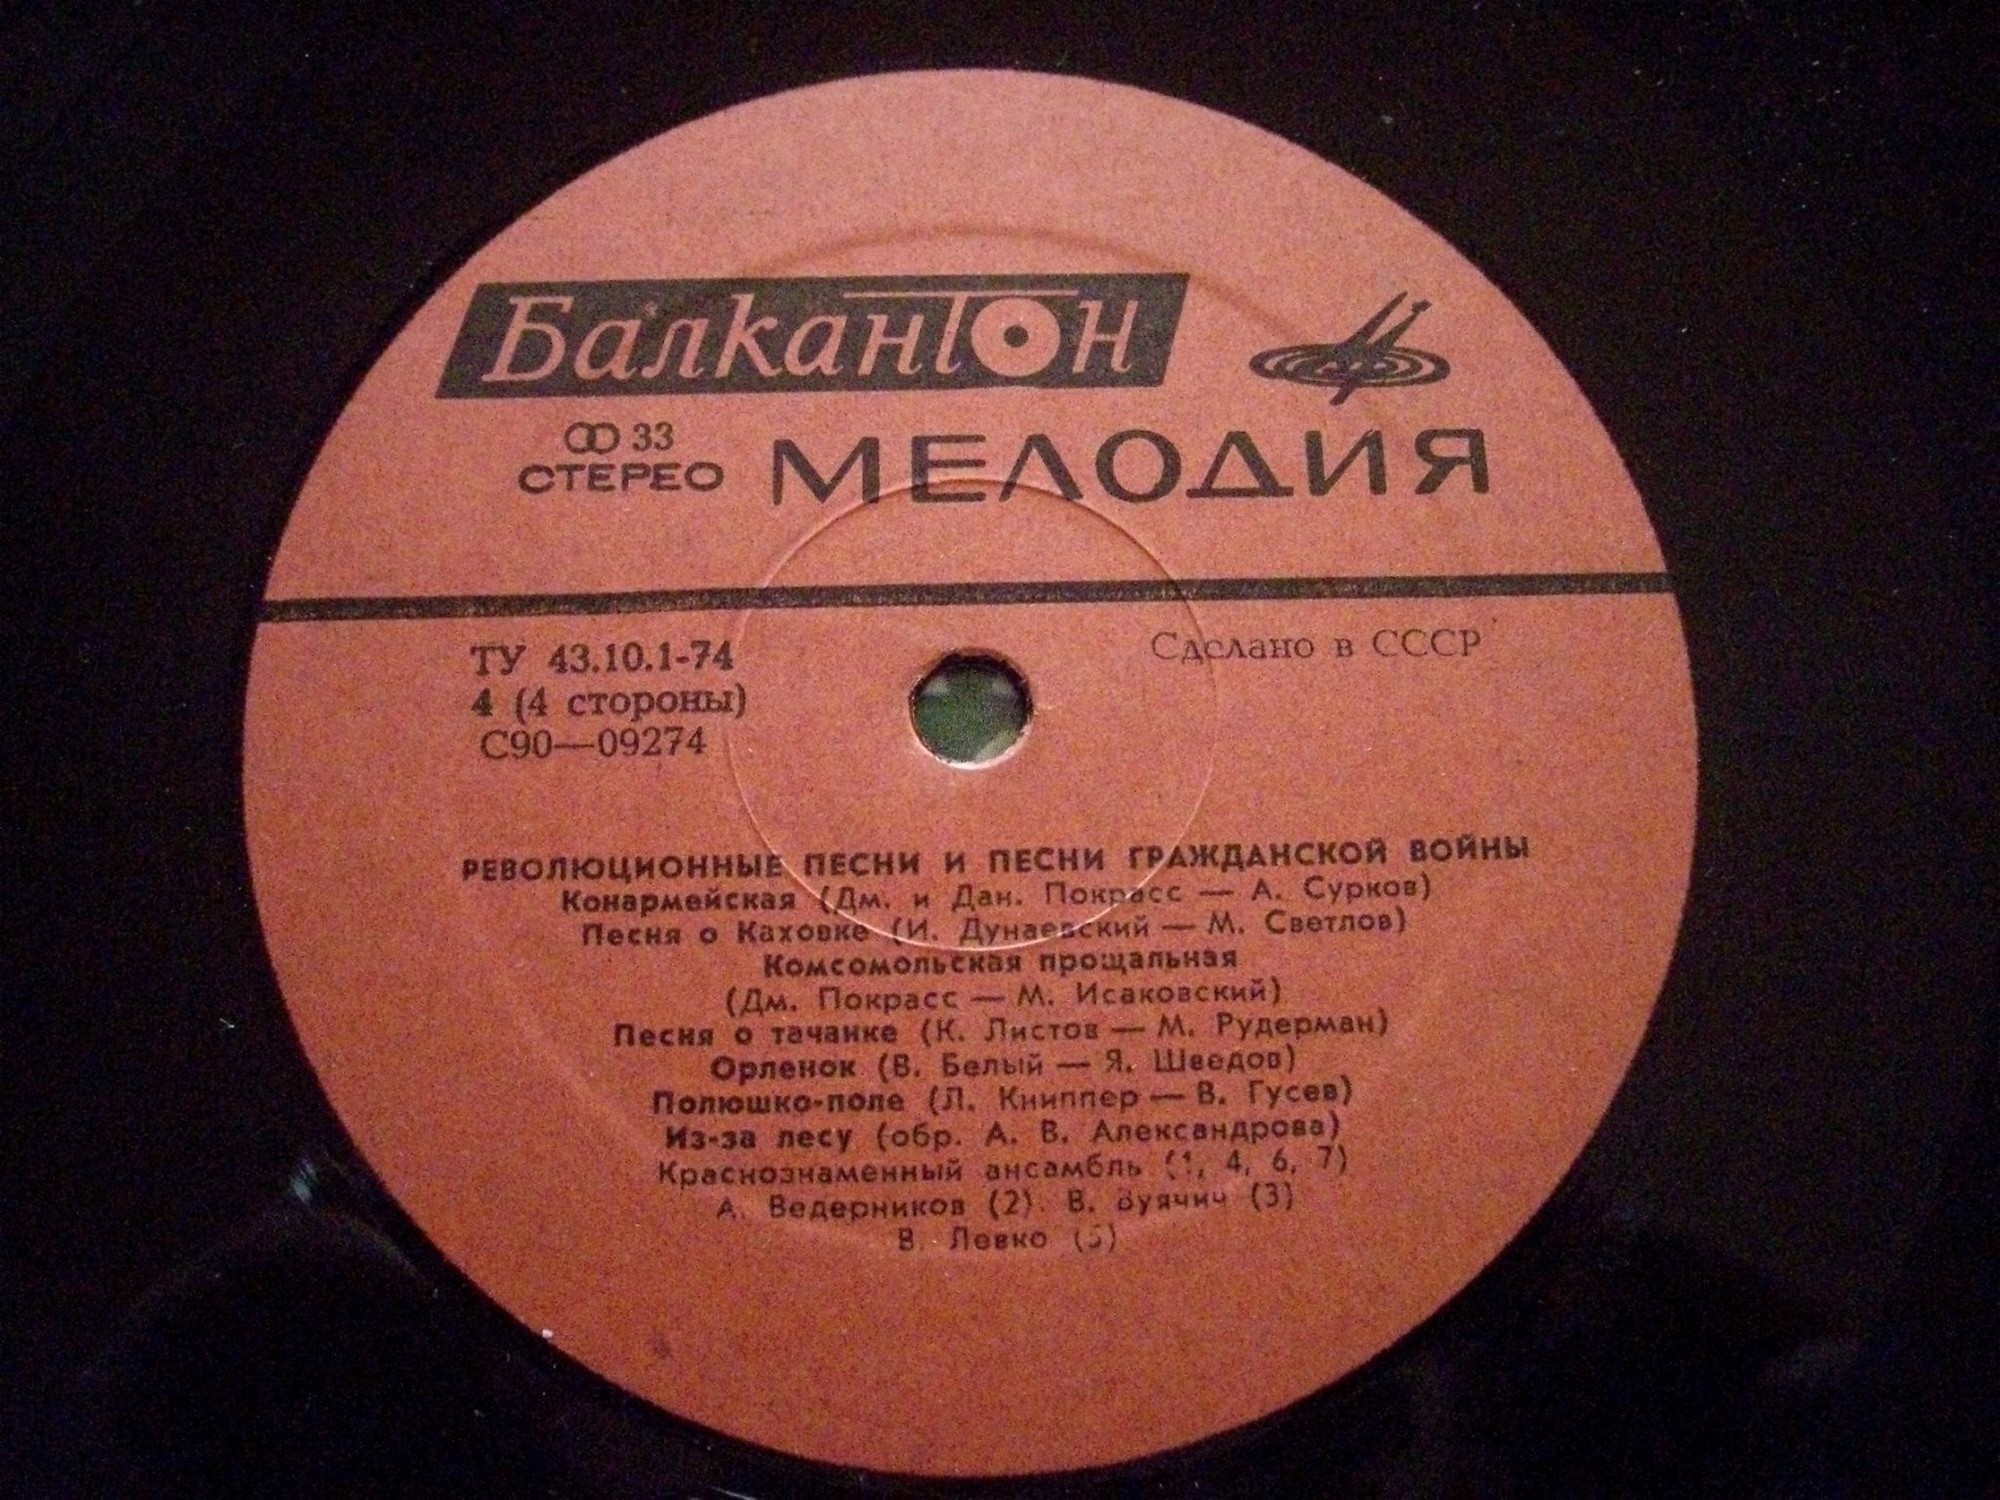 Балкантон
33
СТЕРЕО МЕЛОДИЯ
ТУ 43.10.1-74
Сделано в СССР
4 (4 стороны)
С90—09274
РЕВОЛЮЦИОННЫЕ ПЕСНИ И ПЕСНИ ГРАЖДАНСКОЙ ВОЙНЫ
Конармейская (Дм. и Дан. Покрасс — А. Сурков)
Песня о Каховке (И. Дунаевский — М. Светлов)
Комсомольская прощальная
(Дм. Покрасс — М. Исаковский)
Песня о тачанке (К. Листов — М. Рудерман)
Орленок (В. Белый — Я. Шведов)
Полюшко-поле (Л. Книппер — В. Гусев)
Из-за лесу (обр. А. В. Александрова)
Краснознаменный ансамбль (1, 4, 6, 7)
А. Ведерников (2). В. Вуячич (3)
В. Левко (5)